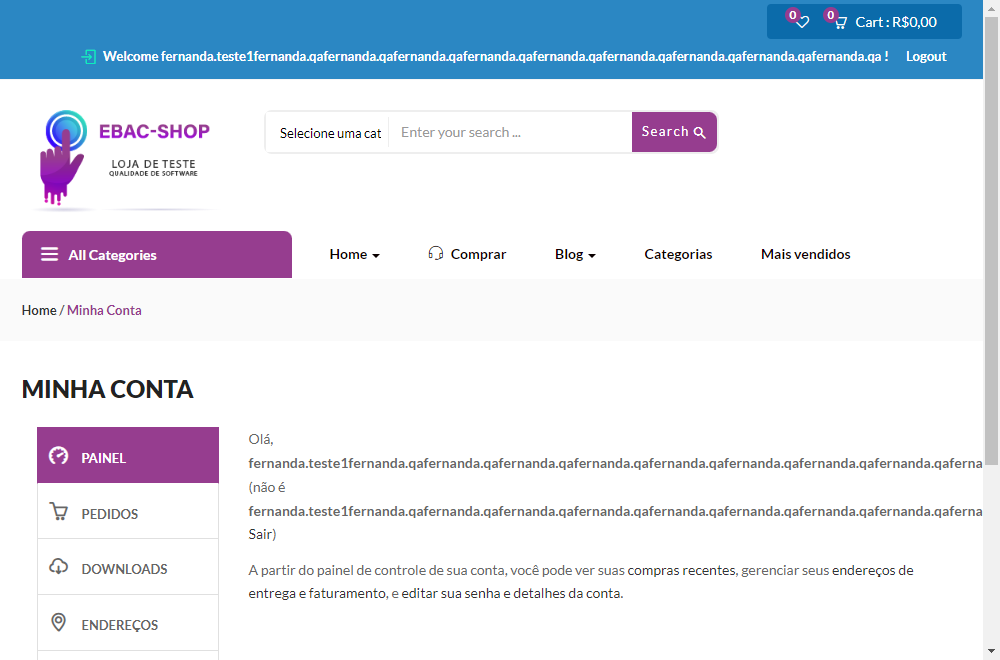 0 0 Cart : R$0,00
Welcome fernanda.teste1fernanda.qafernanda.qafernanda.qafernanda.qafernanda.qafernanda.qafernanda.qafernanda.qafernanda.qa ! Logout
EBAC-SHOP
LOJA DE TESTE
QUALIDADE DE SOFTWARE
Selecione uma cat Enter your search ... Search
All Categories Home Comprar Blog Categorias Mais vendidos
Home / Minha Conta
MINHA CONTA
PAINEL
PEDIDOS
DOWNLOADS
ENDEREÇOS
Olá,
fernanda.teste1fernanda.qafernanda.qafernanda.qafernanda.qafernanda.qafernanda.qafernanda.qafernanda.qaferna
(não é
fernanda.teste1fernanda.qafernanda.qafernanda.qafernanda.qafernanda.qafernanda.qafernanda.qafernanda.qaferna
Sair)
A partir do painel de controle de sua conta, você pode ver suas compras recentes, gerenciar seus endereços de
entrega e faturamento, e editar sua senha e detalhes da conta.